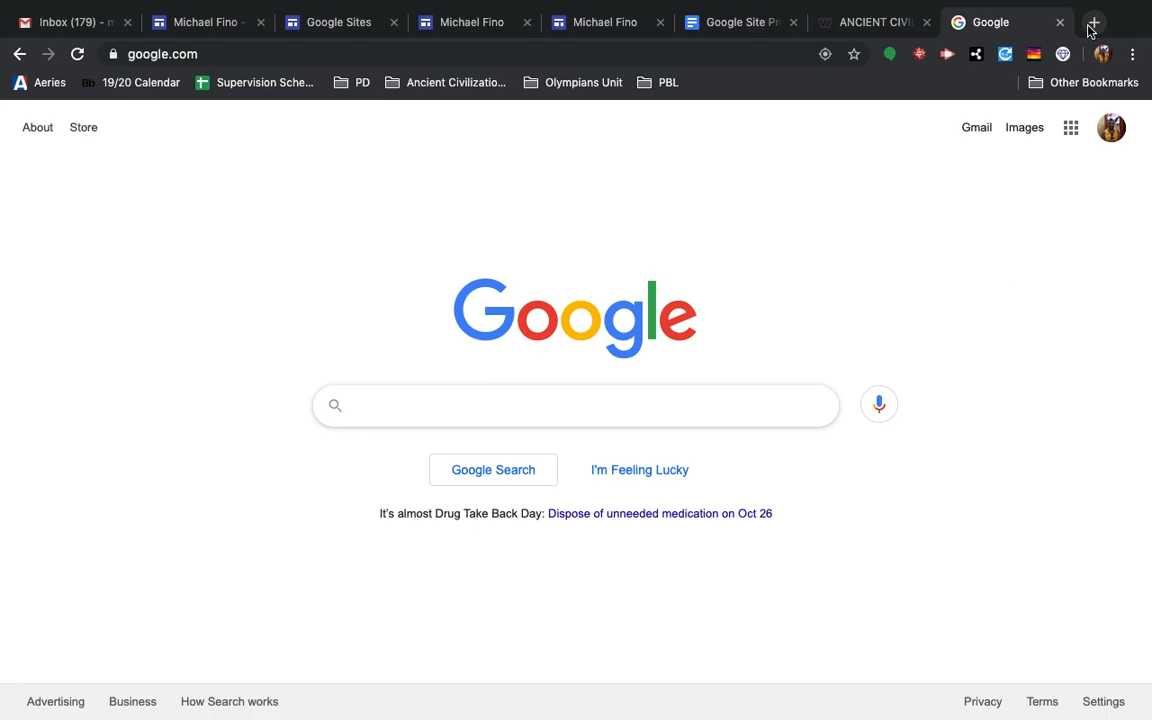 Inbox (179) - m
Michael Fino -
Google Sites
Michael Fino
Michael Fino
Google Site Pr
ANCIENT CIVIL
Google
google.com
Aeries
Bb 19/20 Calendar
Supervision Sche...
PD
Ancient Civilizatio...
Olympians Unit
PBL
Other Bookmarks
About Store
Gmail Images
Google
Google Search
I'm Feeling Lucky
It's almost Drug Take Back Day: Dispose of unneeded medication on Oct 26
Advertising Business How Search works
Privacy Terms Settings